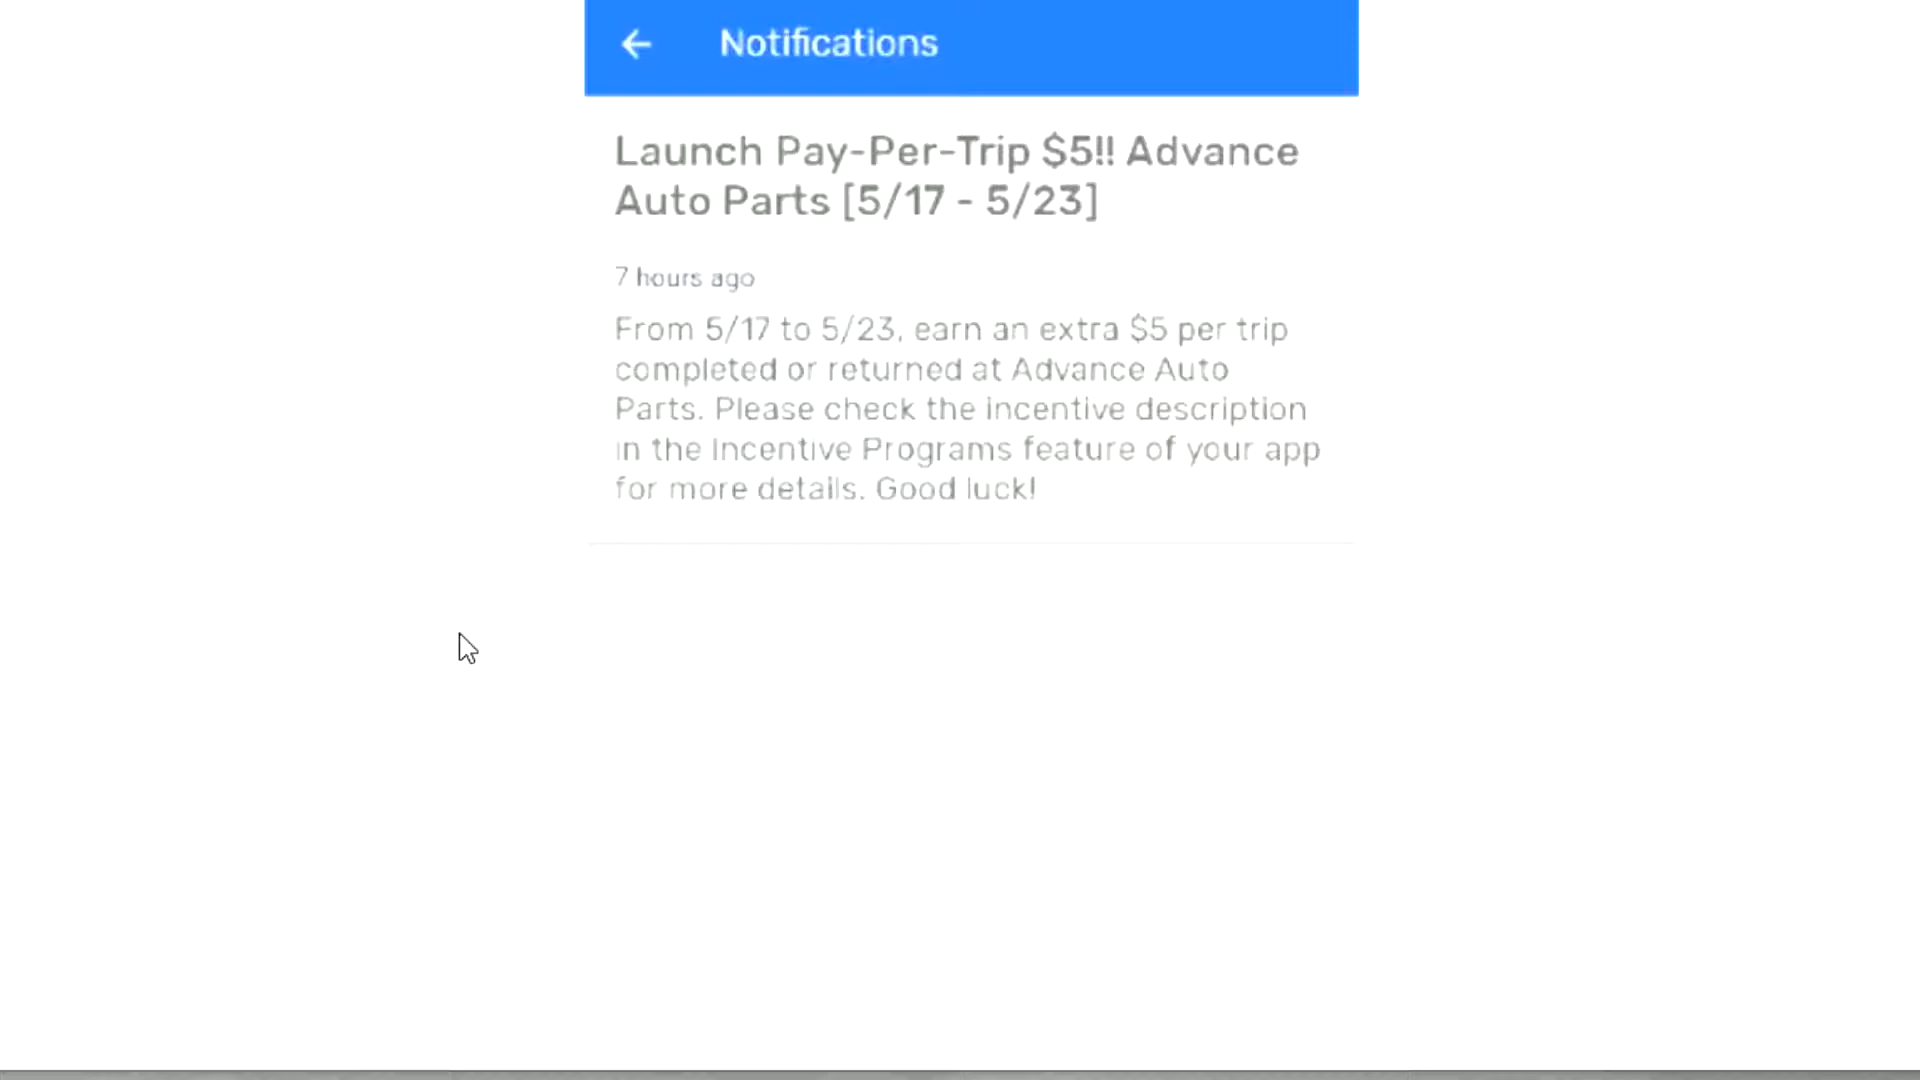 Notifications
Launch Pay-Per-Trip $5!! Advance
Auto Parts [5/17 - 5/23]
7 hours ago
From 5/17 to 5/23, earn an extra $5 per trip
completed or returned at Advance Auto
Parts. Please check the incentive description
in the Incentive Programs feature of your app
for more details. Good luck!